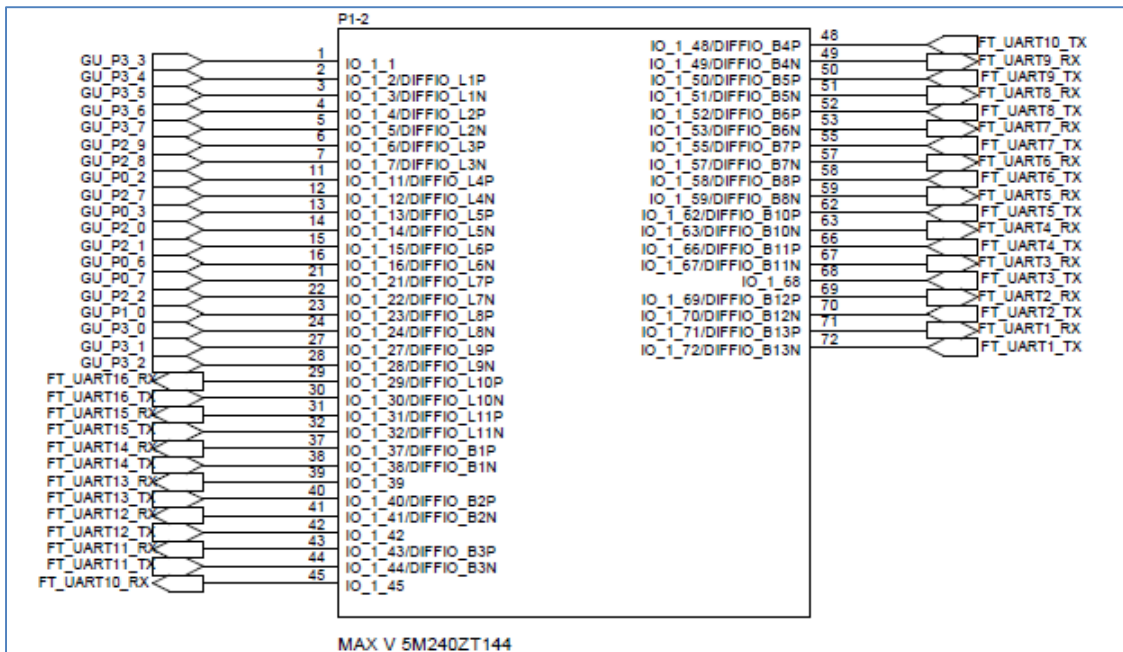 P1-2
GU_P3_3 1 IO_1_1
GU_P3_4 2 IO_1_2/DIFFIO_L1P
GU_P3_5 3 IO_1_3/DIFFIO_L1N
GU_P3_6 4 IO_1_4/DIFFIO_L2P
GU_P3_7 5 IO_1_5/DIFFIO_L2N
GU_P2_9 6 IO_1_6/DIFFIO_L3P
GU_P2_8 7 IO_1_7/DIFFIO_L3N
GU_P0_2 11 IO_1_11/DIFFIO_L4P
GU_P2_7 12 IO_1_12/DIFFIO_L4N
GU_P0_3 13 IO_1_13/DIFFIO_L5P
GU_P2_0 14 IO_1_14/DIFFIO_L5N
GU_P2_1 15 IO_1_15/DIFFIO_L6P
GU_P0_6 16 IO_1_16/DIFFIO_L6N
GU_P0_7 21 IO_1_21/DIFFIO_L7P
GU_P2_2 22 IO_1_22/DIFFIO_L7N
GU_P1_0 23 IO_1_23/DIFFIO_L8P
GU_P3_0 24 IO_1_24/DIFFIO_L8N
GU_P3_1 27 IO_1_27/DIFFIO_L9P
GU_P3_2 28 IO_1_28/DIFFIO_L9N
FT_UART16_RX 29 IO_1_29/DIFFIO_L10P
FT_UART16_TX 30 IO_1_30/DIFFIO_L10N
FT_UART15_RX 31 IO_1_31/DIFFIO_L11P
FT_UART15_TX 32 IO_1_32/DIFFIO_L11N
FT_UART14_RX 37 IO_1_37/DIFFIO_B1P
FT_UART14_TX 38 IO_1_38/DIFFIO_B1N
FT_UART13_RX 39 IO_1_39
FT_UART13_TX 40 IO_1_40/DIFFIO_B2P
FT_UART12_RX 41 IO_1_41/DIFFIO_B2N
FT_UART12_TX 42 IO_1_42
FT_UART11_RX 43 IO_1_43/DIFFIO_B3P
FT_UART11_TX 44 IO_1_44/DIFFIO_B3N
FT_UART10_RX 45 IO_1_45
IO_1_48/DIFFIO_B4P 48 FT_UART10_TX
IO_1_49/DIFFIO_B4N 49 FT_UART9_RX
IO_1_50/DIFFIO_B5P 50 FT_UART9_TX
IO_1_51/DIFFIO_B5N 51 FT_UART8_RX
IO_1_52/DIFFIO_B6P 52 FT_UART8_TX
IO_1_53/DIFFIO_B6N 53 FT_UART7_RX
IO_1_55/DIFFIO_B7P 55 FT_UART7_TX
IO_1_57/DIFFIO_B7N 57 FT_UART6_RX
IO_1_58/DIFFIO_B8P 58 FT_UART6_TX
IO_1_59/DIFFIO_B8N 59 FT_UART5_RX
IO_1_62/DIFFIO_B10P 62 FT_UART5_TX
IO_1_63/DIFFIO_B10N 63 FT_UART4_RX
IO_1_66/DIFFIO_B11P 66 FT_UART4_TX
IO_1_67/DIFFIO_B11N 67 FT_UART3_RX
IO_1_68 68 FT_UART3_TX
IO_1_69/DIFFIO_B12P 69 FT_UART2_RX
IO_1_70/DIFFIO_B12N 70 FT_UART2_TX
IO_1_71/DIFFIO_B13P 71 FT_UART1_RX
IO_1_72/DIFFIO_B13N 72 FT_UART1_TX
MAX V 5M240ZT144